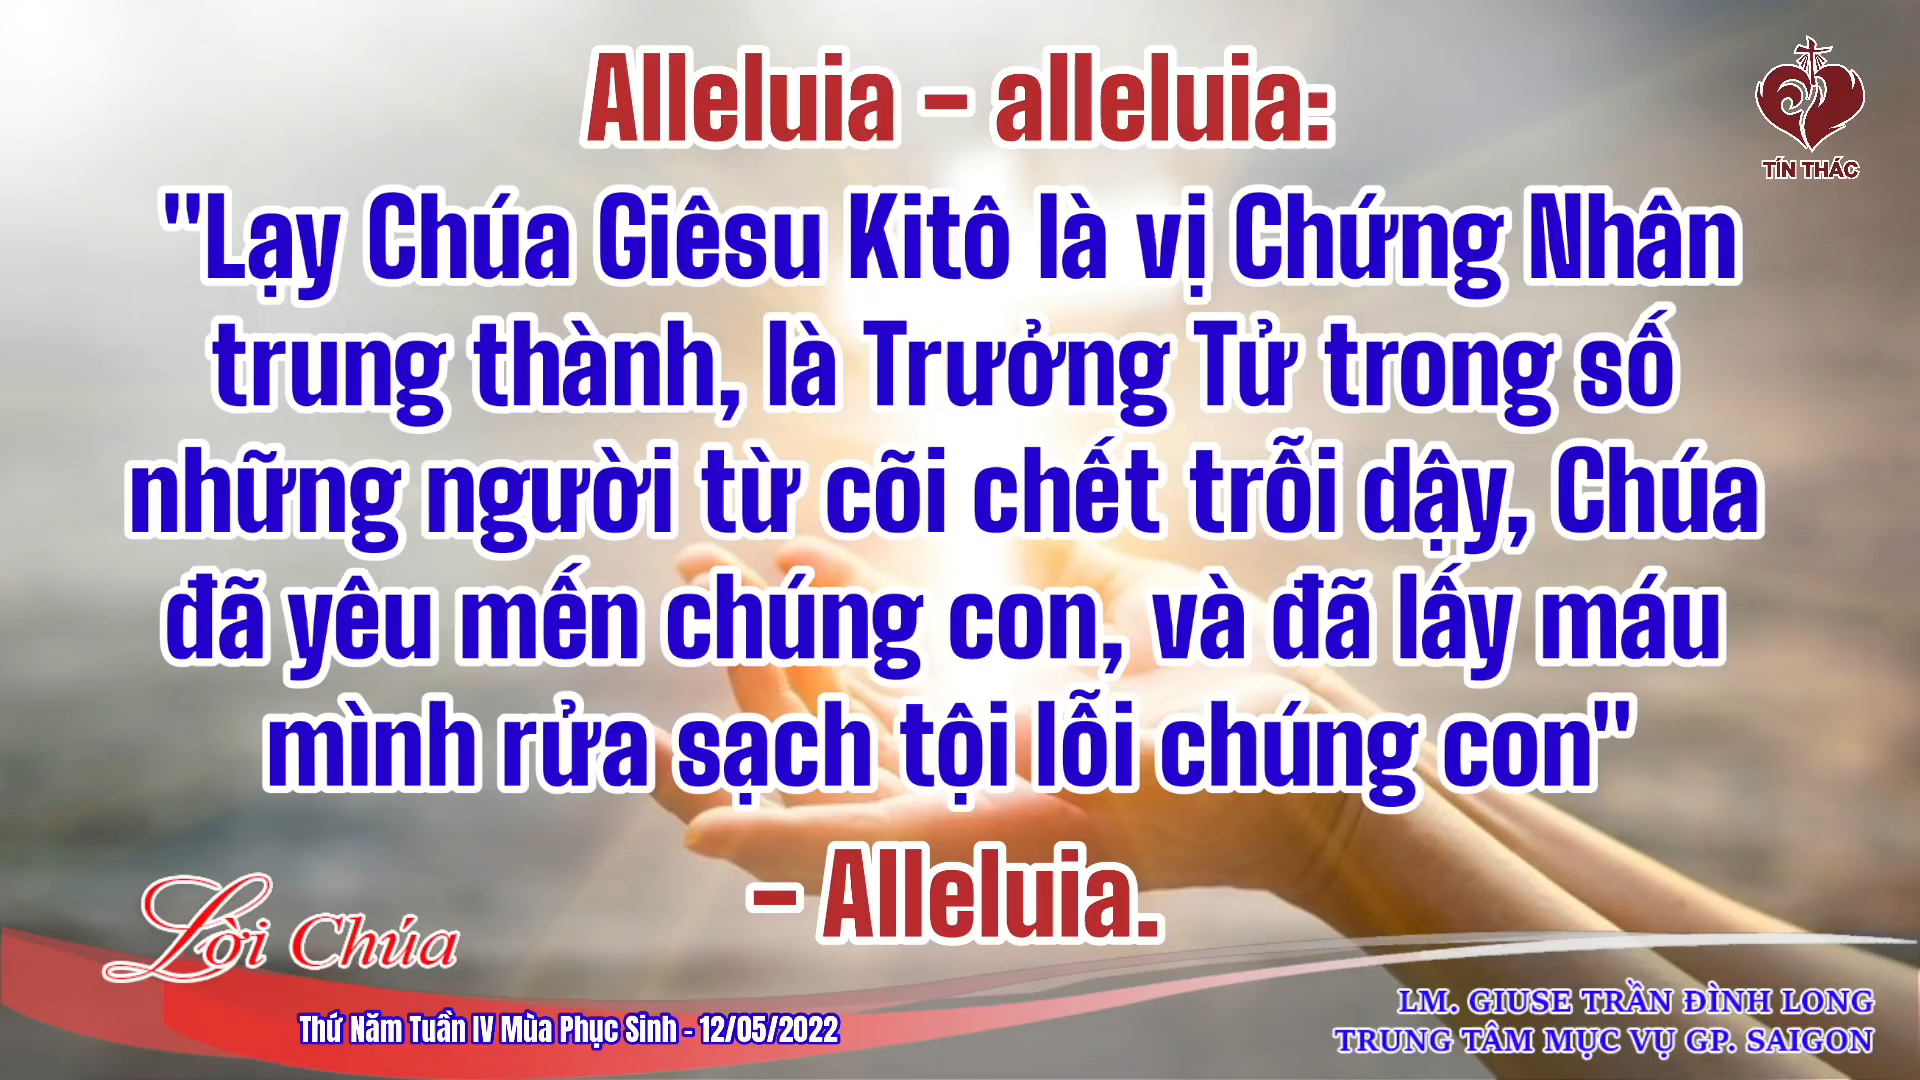 Alleluia – alleluia:
TÍN THÁC
"Lạy Chúa Giêsu Kitô là vị Chứng Nhân
trung thành, là Trưởng Tử trong số
những người từ cõi chết trỗi dậy, Chúa
đã yêu mến chúng con, và đã lấy máu
mình rửa sạch tội lỗi chúng con"
– Alleluia.
Lời Chúa
Thứ Năm Tuần IV Mùa Phục Sinh - 12/05/2022
LM. GIUSE TRẦN ĐÌNH LONG
TRUNG TÂM MỤC VỤ GP. SAIGON